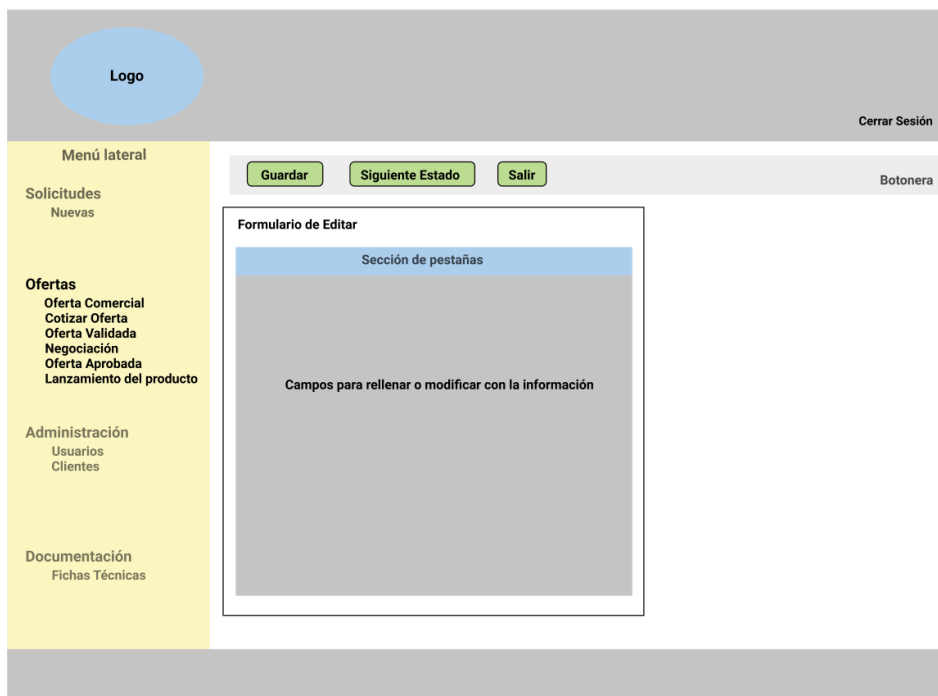 Logo
Cerrar Sesión
Menú lateral
Solicitudes
Nuevas
Ofertas
Oferta Comercial
Cotizar Oferta
Oferta Validada
Negociación
Oferta Aprobada
Lanzamiento del producto
Administración
Usuarios
Clientes
Documentación
Fichas Técnicas
Guardar
Siguiente Estado
Salir
Botonera
Formulario de Editar
Sección de pestañas
Campos para rellenar o modificar con la información